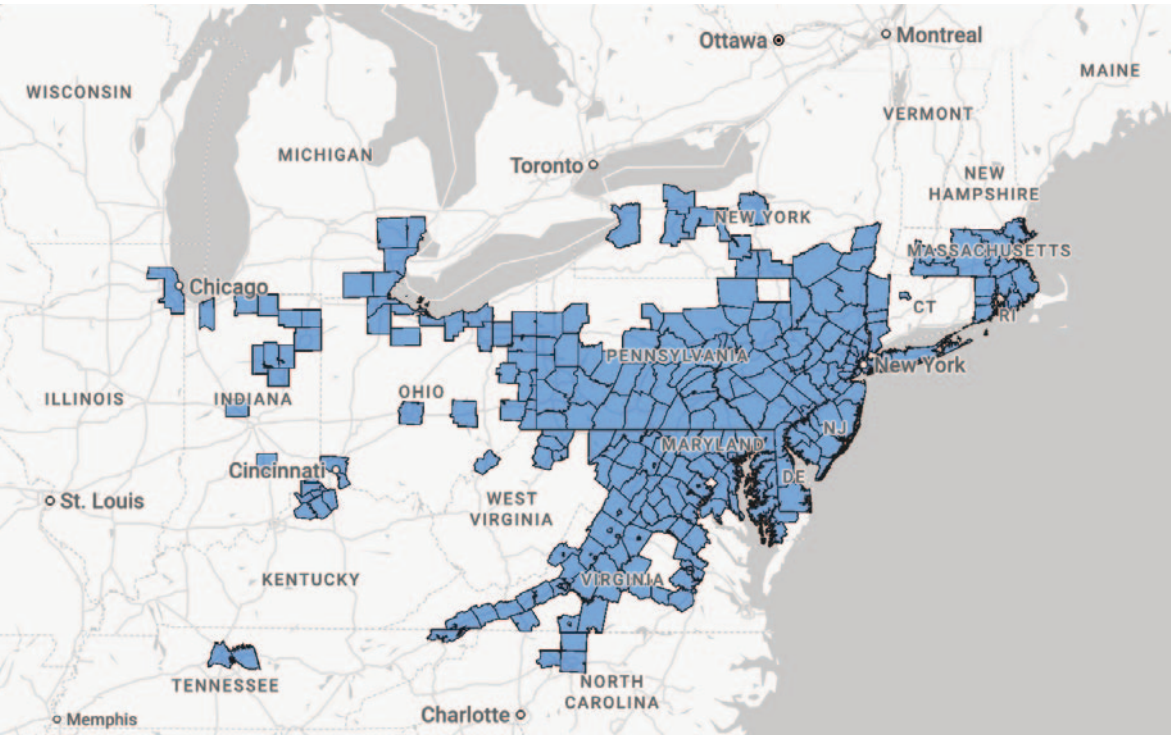 Ottawa
Montreal
MAINE
WISCONSIN
VERMONT
MICHIGAN
Toronto
NEW
HAMPSHIRE
NEW YORK
MASSACHUSETTS
Chicago
CT
RI
PENNSYLVANIA
New York
ILLINOIS
INDIANA
OHIO
NJ
MARYLAND
Cincinnati
DE
St. Louis
WEST
VIRGINIA
KENTUCKY
VIRGINIA
TENNESSEE
NORTH
CAROLINA
Charlotte
Memphis